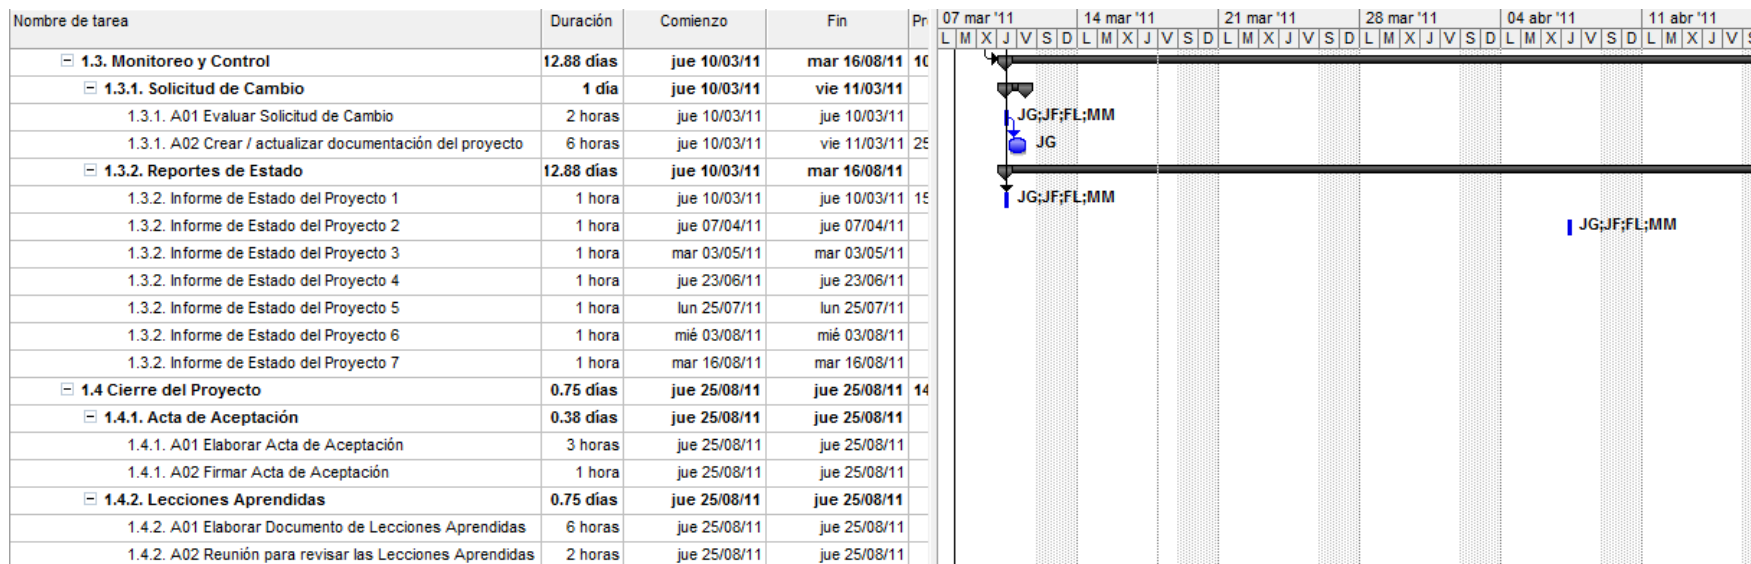 Nombre de tarea Duración Comienzo Fin Pr 07 mar '11 14 mar '11 21 mar '11 28 mar '11 04 abr '11 11 abr '11
L M X J V S D L M X J V S D L M X J V S D L M X J V S D L M X J V S D L M X J V S
1.3. Monitoreo y Control 12.88 días jue 10/03/11 mar 16/08/11 10
1.3.1. Solicitud de Cambio 1 día jue 10/03/11 vie 11/03/11
1.3.1. A01 Evaluar Solicitud de Cambio 2 horas jue 10/03/11 jue 10/03/11 JG;JF;FL;MM
1.3.1. A02 Crear / actualizar documentación del proyecto 6 horas jue 10/03/11 vie 11/03/11 25 JG
1.3.2. Reportes de Estado 12.88 días jue 10/03/11 mar 16/08/11
1.3.2. Informe de Estado del Proyecto 1 1 hora jue 10/03/11 jue 10/03/11 15 JG;JF;FL;MM
1.3.2. Informe de Estado del Proyecto 2 1 hora jue 07/04/11 jue 07/04/11 JG;JF;FL;MM
1.3.2. Informe de Estado del Proyecto 3 1 hora mar 03/05/11 mar 03/05/11
1.3.2. Informe de Estado del Proyecto 4 1 hora jue 23/06/11 jue 23/06/11
1.3.2. Informe de Estado del Proyecto 5 1 hora lun 25/07/11 lun 25/07/11
1.3.2. Informe de Estado del Proyecto 6 1 hora mié 03/08/11 mié 03/08/11
1.3.2. Informe de Estado del Proyecto 7 1 hora mar 16/08/11 mar 16/08/11
1.4 Cierre del Proyecto 0.75 días jue 25/08/11 jue 25/08/11 14
1.4.1. Acta de Aceptación 0.38 días jue 25/08/11 jue 25/08/11
1.4.1. A01 Elaborar Acta de Aceptación 3 horas jue 25/08/11 jue 25/08/11
1.4.1. A02 Firmar Acta de Aceptación 1 hora jue 25/08/11 jue 25/08/11
1.4.2. Lecciones Aprendidas 0.75 días jue 25/08/11 jue 25/08/11
1.4.2. A01 Elaborar Documento de Lecciones Aprendidas 6 horas jue 25/08/11 jue 25/08/11
1.4.2. A02 Reunión para revisar las Lecciones Aprendidas 2 horas jue 25/08/11 jue 25/08/11